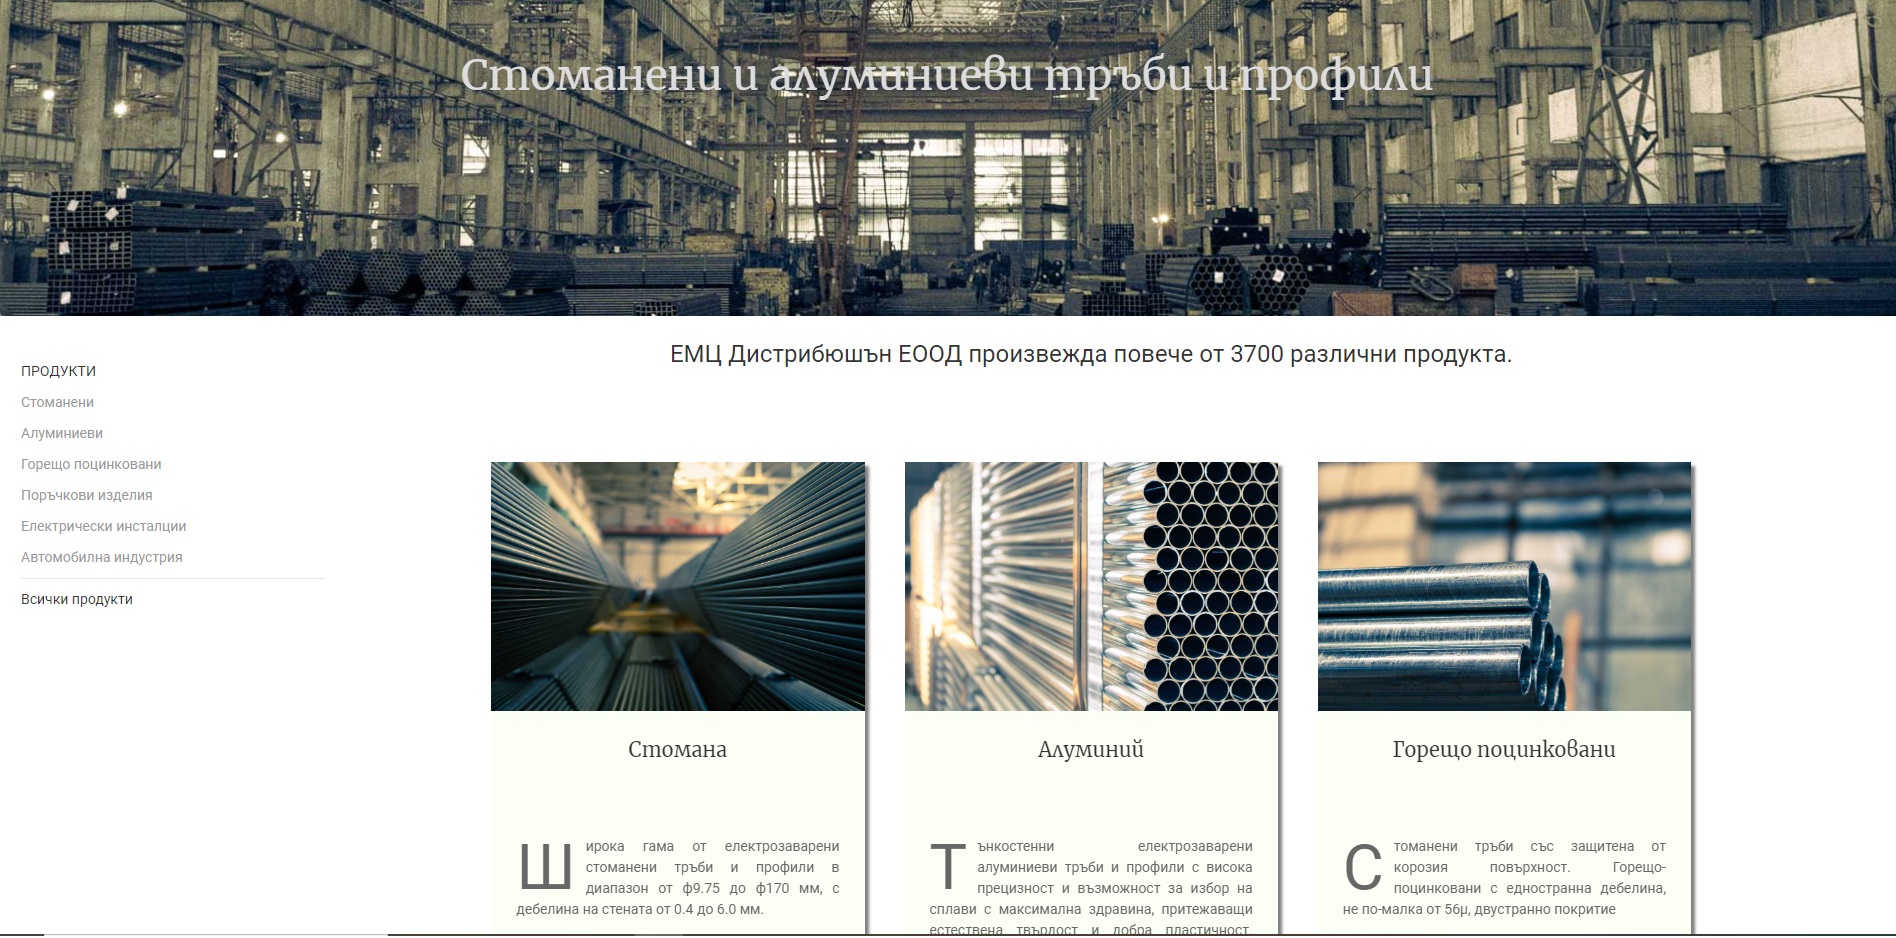 Стоманени и алуминиеви тръби и профили
ЕМЦ Дистрибюшън ЕООД произвежда повече от 3700 различни продукта.
ПРОДУКТИ
Стоманени
Алуминиеви
Горещо поцинковани
Поръчкови изделия
Електрически инсталции
Автомобилна индустрия
Всички продукти
Стомана
Широка гама от електрозаварени
стоманени тръби и профили в
диапазон от ф9.75 до ф170 мм, с
дебелина на стената от 0.4 до 6.0 мм.
Алуминий
Тънкостенни електрозаварени
алуминиеви тръби и профили с висока
прецизност и възможност за избор на
сплави с максимална здравина, притежаващи
естествена твърдост и добра пластичност.
Горещо поцинковани
Стоманени тръби със защитена от
корозия повърхност. Горещо-
поцинковани с едностранна дебелина,
не по-малка от 56μ, двустранно покритие